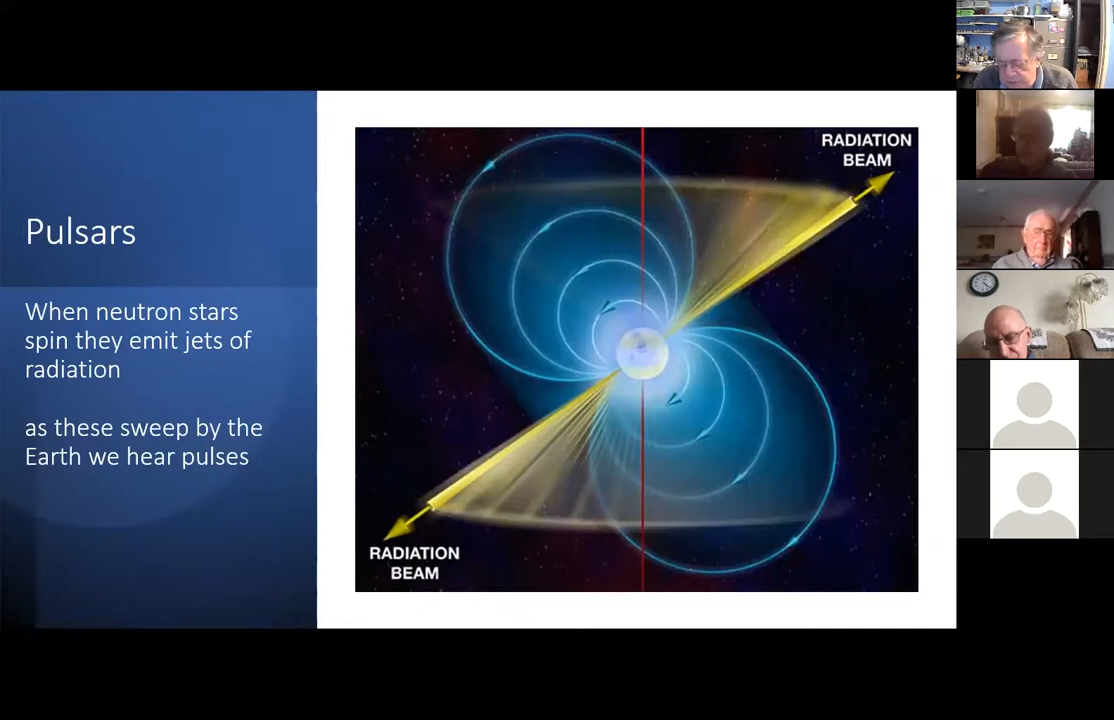 Pulsars
When neutron stars
spin they emit jets of
radiation
as these sweep by the
Earth we hear pulses
RADIATION
BEAM
RADIATION
BEAM